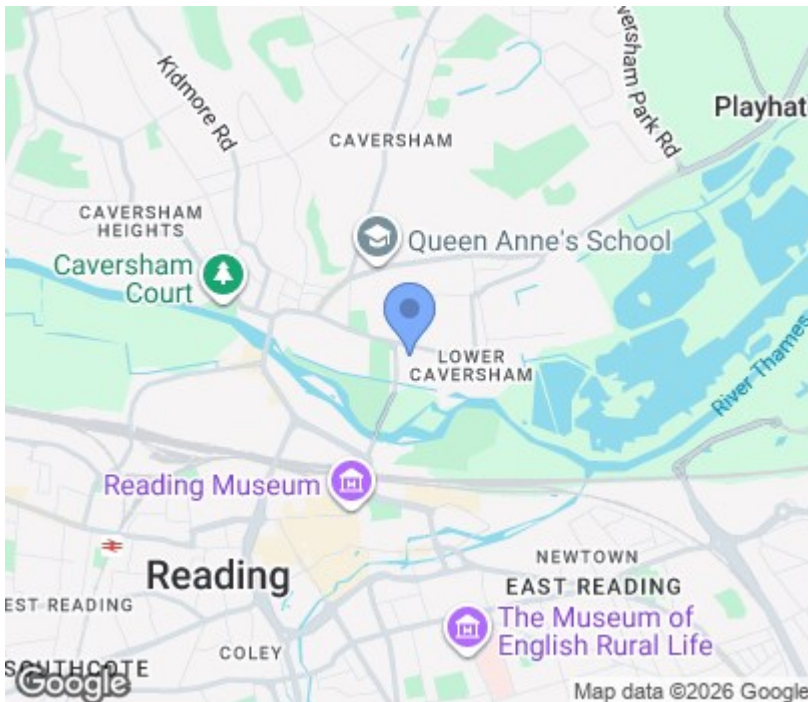 Kidmore Rd
CAVERSHAM
versham Park Rd
Playhat
CAVERSHAM
HEIGHTS
Queen Anne's School
Caversham
Court
LOWER
CAVERSHAM
River Thames
Reading Museum
Reading
NEWTOWN
EAST READING
EST READING
The Museum of
English Rural Life
COLEY
SOUTHCOTE
Google
Map data ©2026 Google